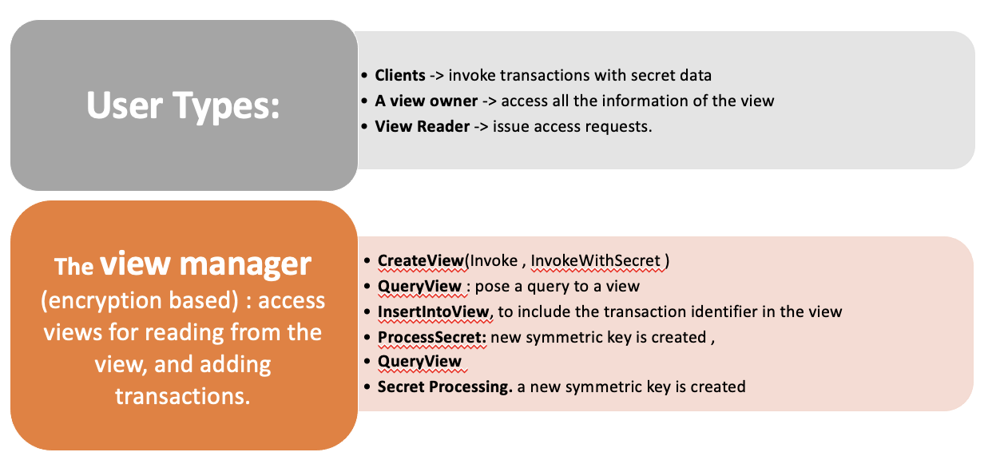 User Types:
• Clients -> invoke transactions with secret data
• A view owner -> access all the information of the view
• View Reader -> issue access requests.
The view manager
(encryption based) : access
views for reading from the
view, and adding
transactions.
• CreateView(Invoke , InvokeWithSecret )
• QueryView : pose a query to a view
• InsertIntoView, to include the transaction identifier in the view
• ProcessSecret: new symmetric key is created ,
• QueryView
• Secret Processing. a new symmetric key is created